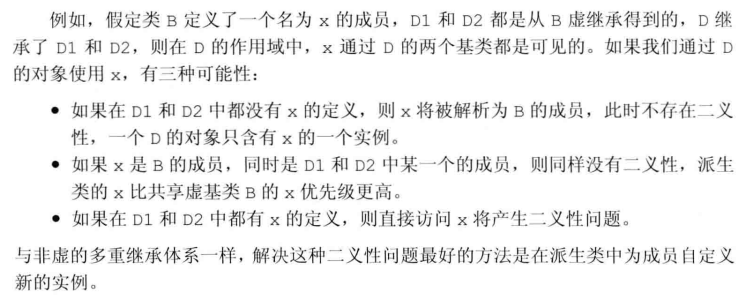 例如，假定类 B 定义了一个名为 x 的成员，D1 和 D2 都是从 B 虚继承得到的，D 继
承了 D1 和 D2，则在 D 的作用域中，x 通过 D 的两个基类都是可见的。如果我们通过 D
的对象使用 x，有三种可能性：
• 如果在 D1 和 D2 中都没有 x 的定义，则 x 将被解析为 B 的成员，此时不存在二义
性，一个 D 的对象只含有 x 的一个实例。
• 如果 x 是 B 的成员，同时是 D1 和 D2 中某一个的成员，则同样没有二义性，派生
类的 x 比共享虚基类 B 的 x 优先级更高。
• 如果在 D1 和 D2 中都有 x 的定义，则直接访问 x 将产生二义性问题。
与非虚的多重继承体系一样，解决这种二义性问题最好的方法是在派生类中为成员自定义
新的实例。